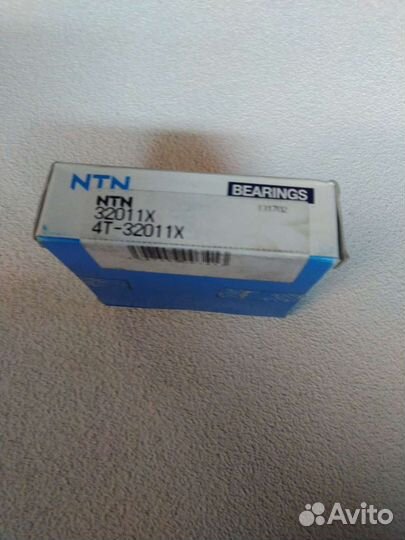 NTN
BEARINGS
NTN
32011X
4T-32011X
Avito